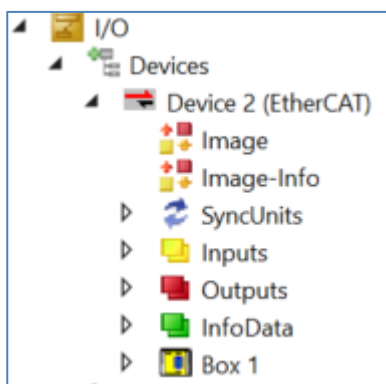 I/O
Devices
Device 2 (EtherCAT)
Image
Image-Info
SyncUnits
Inputs
Outputs
InfoData
Box 1